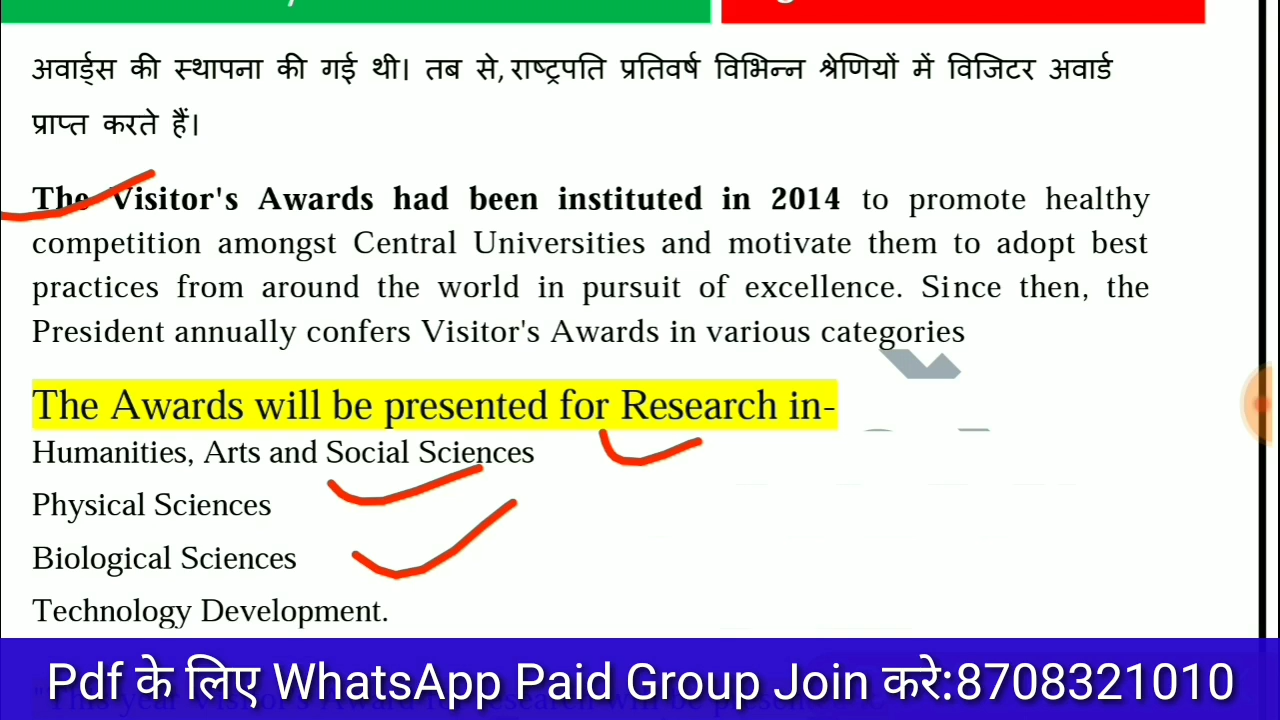 अवार्ड्स की स्थापना की गई थी। तब से, राष्ट्रपति प्रतिवर्ष विभिन्न श्रेणियों में विजिटर अवार्ड
प्राप्त करते हैं।
The Visitor's Awards had been instituted in 2014 to promote healthy
competition amongst Central Universities and motivate them to adopt best
practices from around the world in pursuit of excellence. Since then, the
President annually confers Visitor's Awards in various categories
The Awards will be presented for Research in-
Humanities, Arts and Social Sciences
Physical Sciences
Biological Sciences
Technology Development.
Pdf के लिए WhatsApp Paid Group Join करे:8708321010